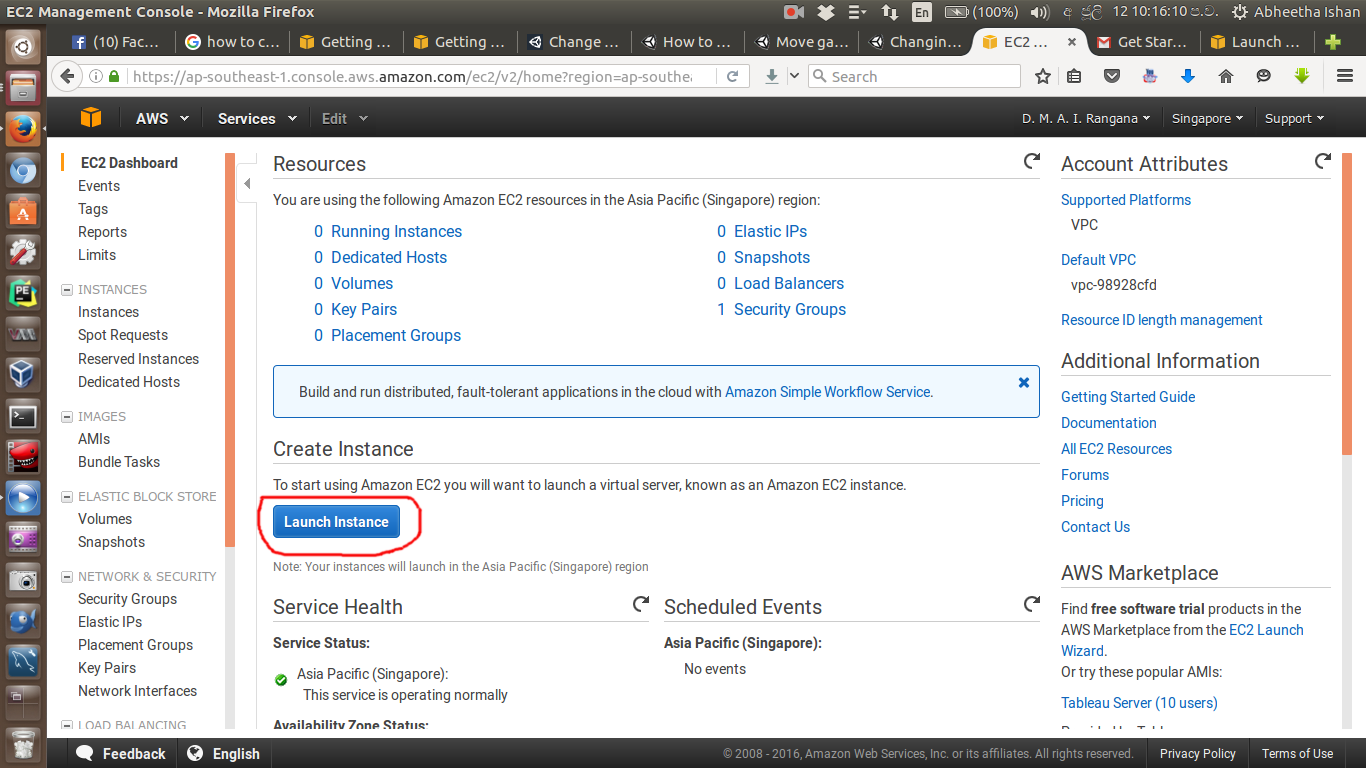 EC2 Management Console - Mozilla Firefox
En
(100%)
අ ජූලි 12 10:16:10 ප.ව.
Abheetha Ishan
(10) Fac…
how to c…
Getting …
Getting …
Change …
How to …
Move ga…
Changin…
EC2 …
Get Star…
Launch …
https://ap-southeast-1.console.aws.amazon.com/ec2/v2/home?region=ap-southea
Search
AWS
Services
Edit
D. M. A. I. Rangana
Singapore
Support
EC2 Dashboard
Events
Tags
Reports
Limits
INSTANCES
Instances
Spot Requests
Reserved Instances
Dedicated Hosts
IMAGES
AMIs
Bundle Tasks
ELASTIC BLOCK STORE
Volumes
Snapshots
NETWORK & SECURITY
Security Groups
Elastic IPs
Placement Groups
Key Pairs
Network Interfaces
LOAD BALANCING
Resources
You are using the following Amazon EC2 resources in the Asia Pacific (Singapore) region:
0 Running Instances
0 Elastic IPs
0 Dedicated Hosts
0 Snapshots
0 Volumes
0 Load Balancers
0 Key Pairs
1 Security Groups
0 Placement Groups
Build and run distributed, fault-tolerant applications in the cloud with Amazon Simple Workflow Service.
Create Instance
To start using Amazon EC2 you will want to launch a virtual server, known as an Amazon EC2 instance.
Launch Instance
Note: Your instances will launch in the Asia Pacific (Singapore) region
Service Health
Service Status:
Asia Pacific (Singapore):
This service is operating normally
Availability Zone Status:
Scheduled Events
Asia Pacific (Singapore):
No events
Account Attributes
Supported Platforms
VPC
Default VPC
vpc-98928cfd
Resource ID length management
Additional Information
Getting Started Guide
Documentation
All EC2 Resources
Forums
Pricing
Contact Us
AWS Marketplace
Find free software trial products in the
AWS Marketplace from the EC2 Launch
Wizard.
Or try these popular AMIs:
Tableau Server (10 users)
Feedback
English
© 2008 - 2016, Amazon Web Services, Inc. or its affiliates. All rights reserved.
Privacy Policy
Terms of Use